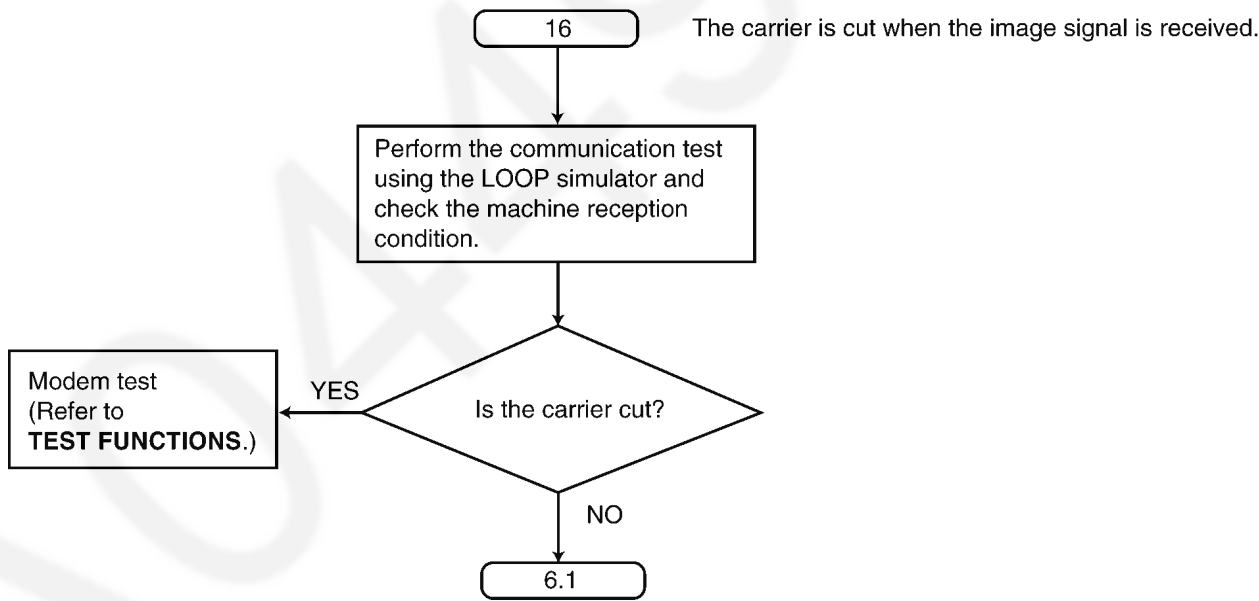 16
The carrier is cut when the image signal is received.
Perform the communication test
using the LOOP simulator and
check the machine reception
condition.
Is the carrier cut?
YES
Modem test
(Refer to
TEST FUNCTIONS.)
NO
6.1